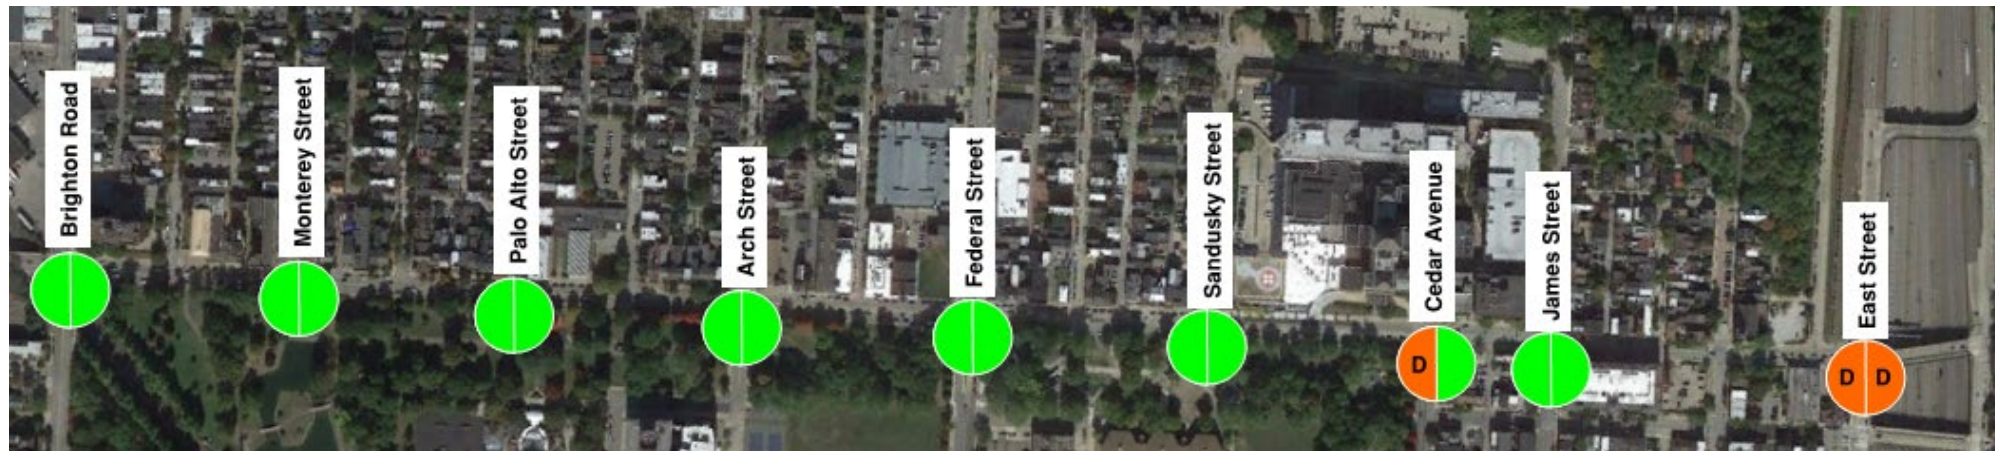 Brighton Road
Monterey Street
Palo Alto Street
Arch Street
Federal Street
Sandusky Street
Cedar Avenue
James Street
East Street
D
D D